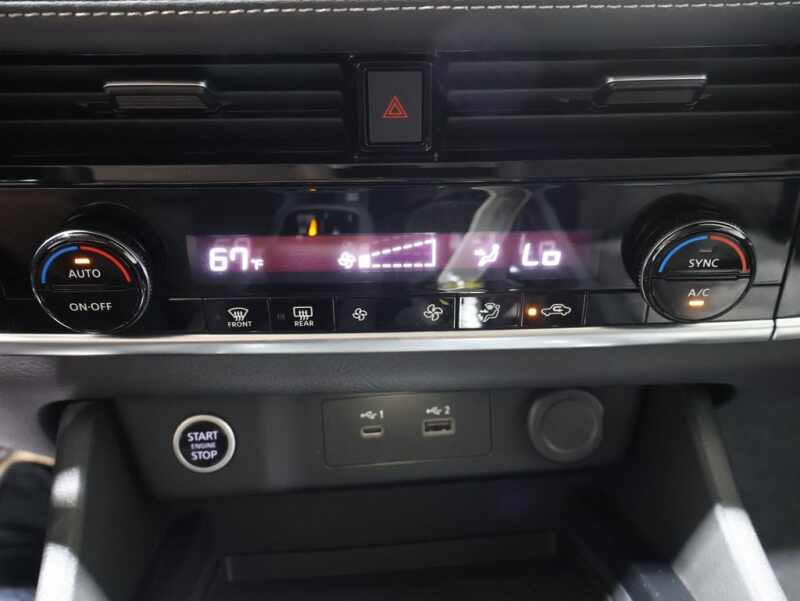 67°F
Lo
AUTO
ON·OFF
SYNC
A/C
FRONT
REAR
1
2
START
ENGINE
STOP